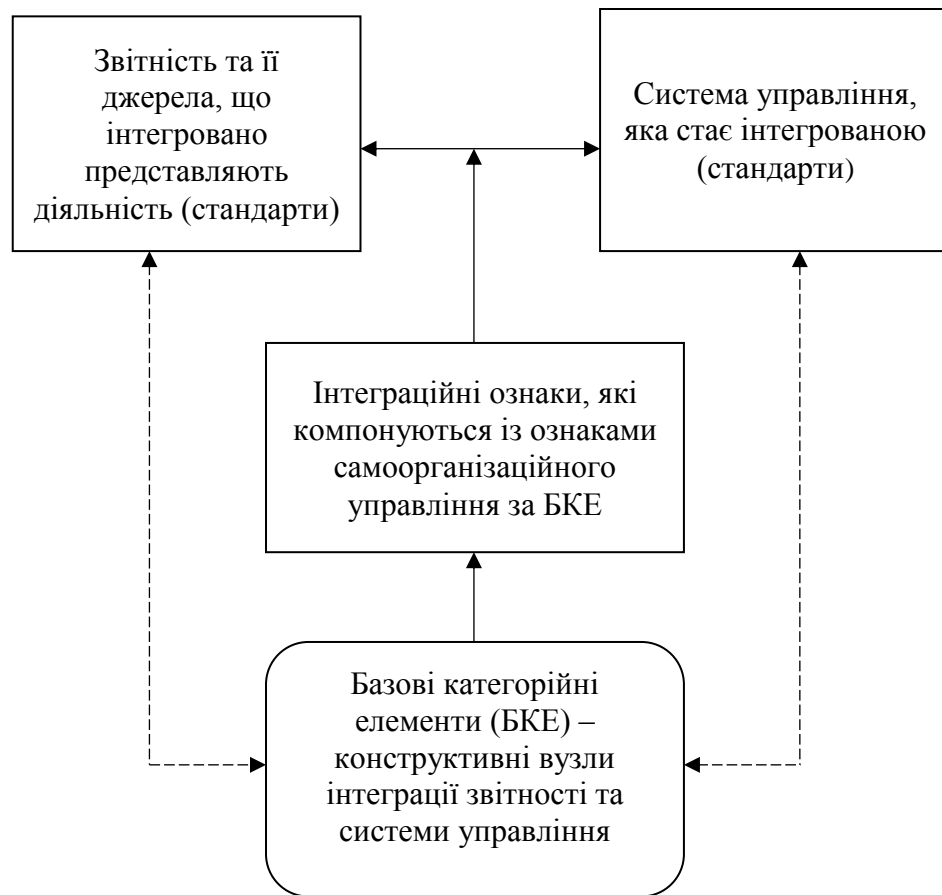 Звітність та її
джерела, що
інтегровано
представляють
діяльність (стандарти)
Система управління,
яка стає інтегрованою
(стандарти)
Інтеграційні ознаки, які
компонуються із ознаками
самоорганізаційного
управління за БКЕ
Базові категорійні
елементи (БКЕ) –
конструктивні вузли
інтеграції звітності та
системи управління